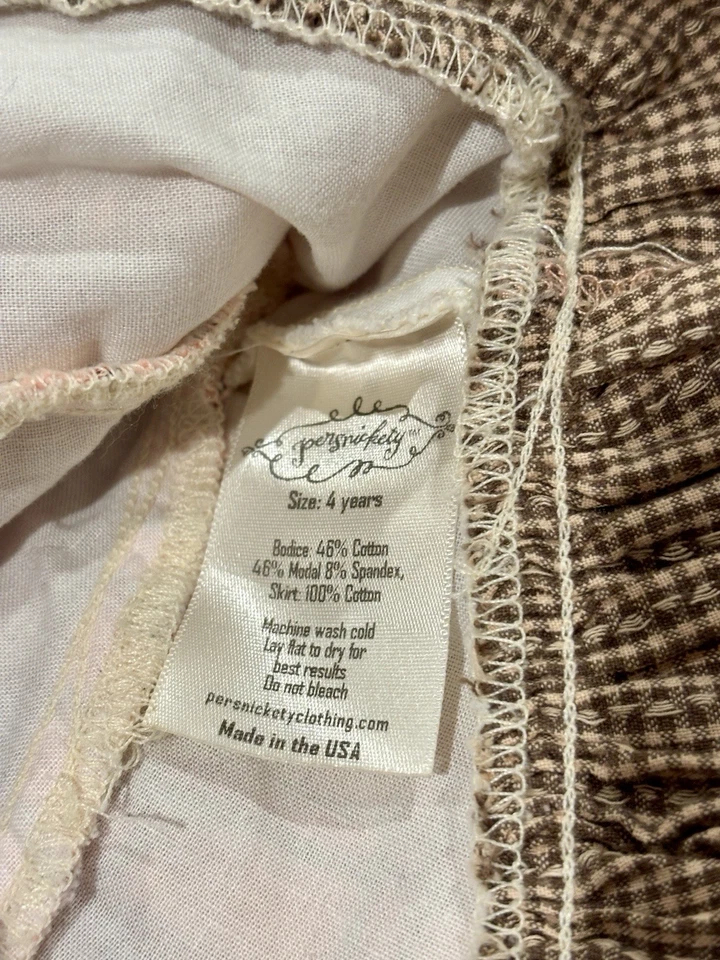 persnickety™
Size: 4 years
Bodice: 46% Cotton
46% Modal 8% Spandex,
Skirt: 100% Cotton
Machine wash cold
Lay flat to dry for
best results
Do not bleach
persnicketyclothing.com
Made in the USA